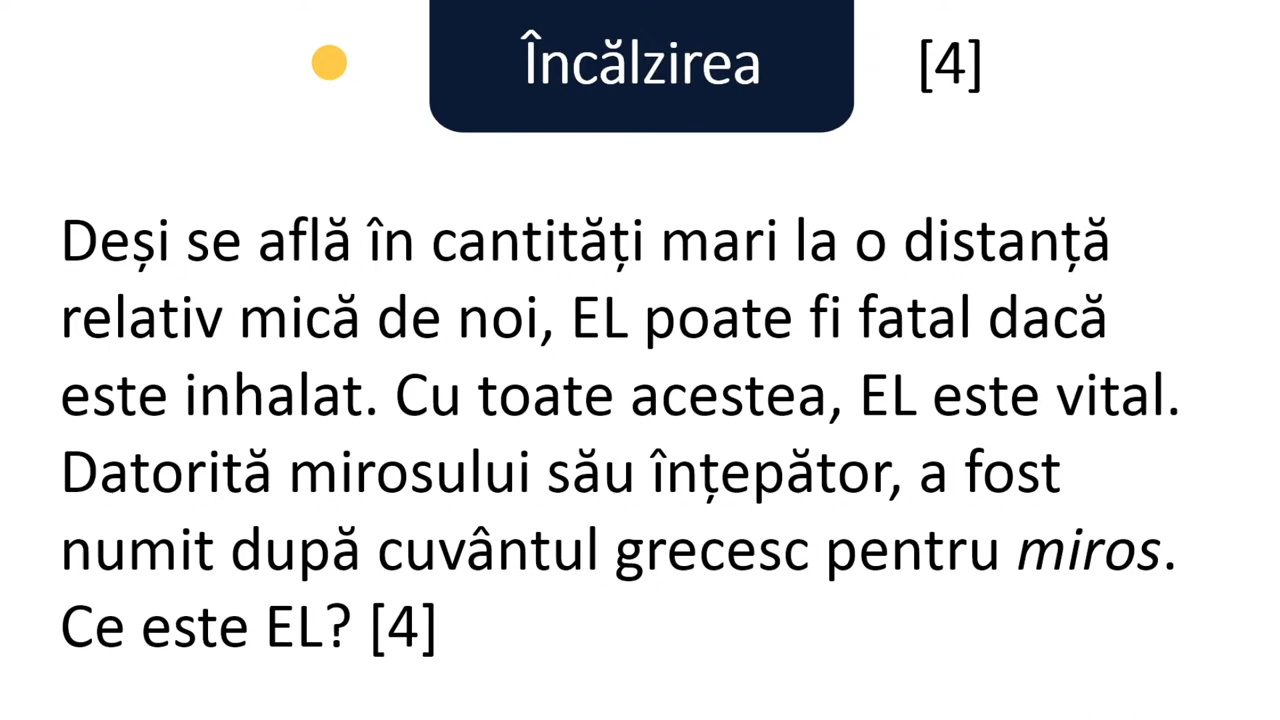 Încălzirea [4]
Deși se află în cantități mari la o distanță
relativ mică de noi, EL poate fi fatal dacă
este inhalat. Cu toate acestea, EL este vital.
Datorită mirosului său înțepător, a fost
numit după cuvântul grecesc pentru miros.
Ce este EL? [4]